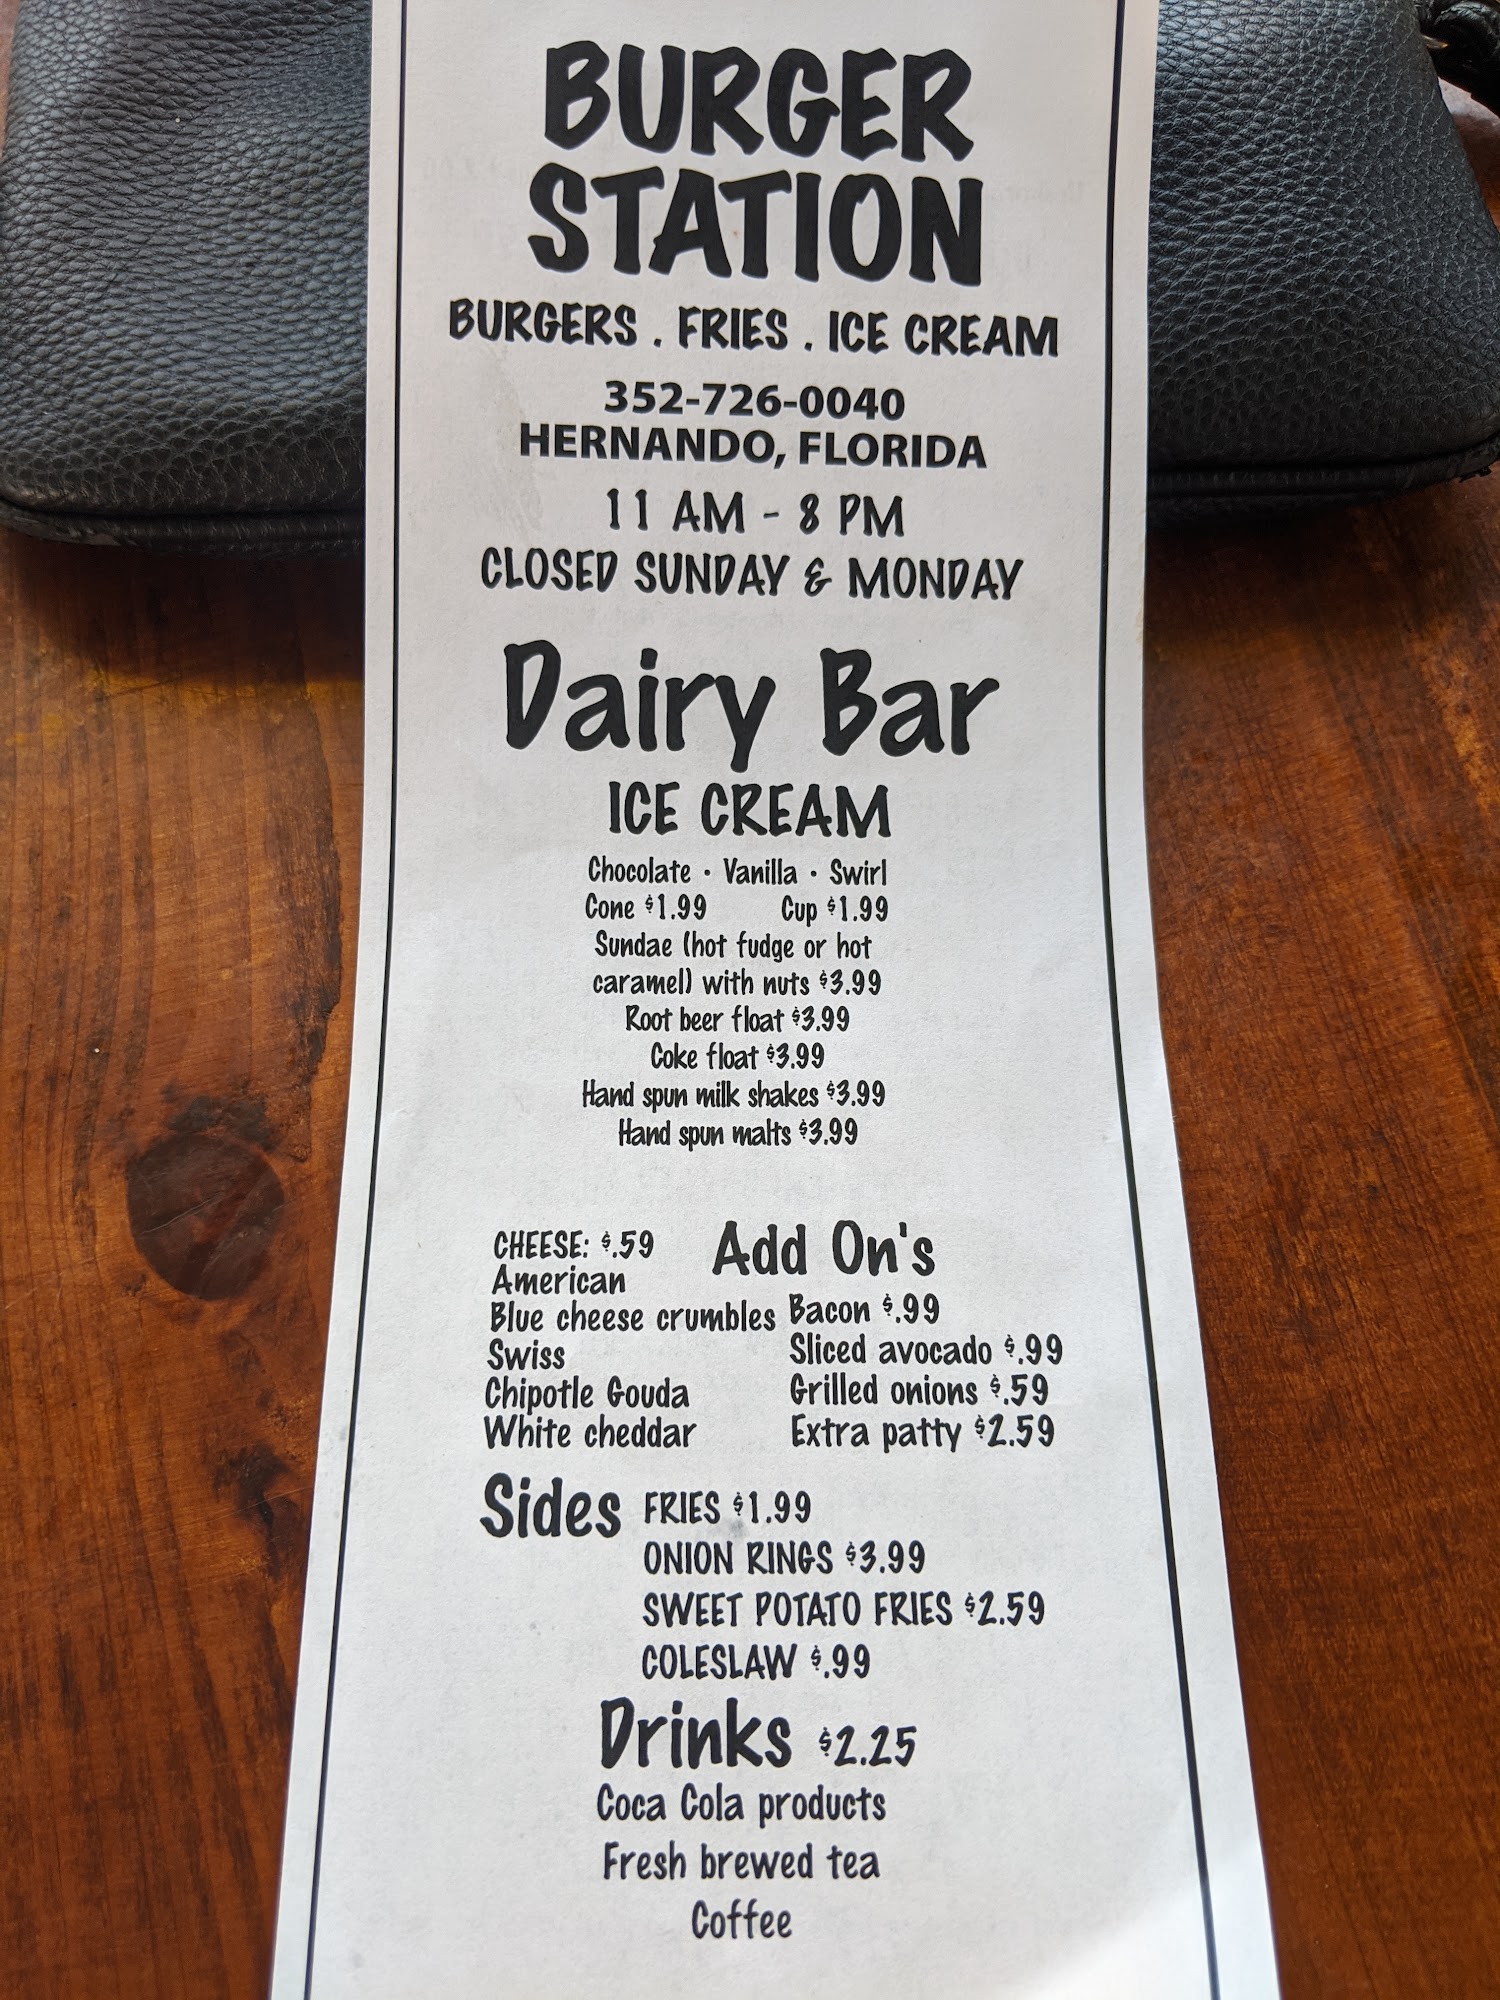 BURGER
STATION
BURGERS . FRIES . ICE CREAM
352-726-0040
HERNANDO, FLORIDA
11 AM - 8 PM
CLOSED SUNDAY & MONDAY
Dairy Bar
ICE CREAM
Chocolate • Vanilla • Swirl
Cone $1.99 Cup $1.99
Sundae (hot fudge or hot
caramel) with nuts $3.99
Root beer float $3.99
Coke float $3.99
Hand spun milk shakes $3.99
Hand spun malts $3.99
CHEESE: $.59
American
Blue cheese crumbles
Swiss
Chipotle Gouda
White cheddar
Add On's
Bacon $.99
Sliced avocado $.99
Grilled onions $.59
Extra patty $2.59
Sides
FRIES $1.99
ONION RINGS $3.99
SWEET POTATO FRIES $2.59
COLESLAW $.99
Drinks $2.25
Coca Cola products
Fresh brewed tea
Coffee